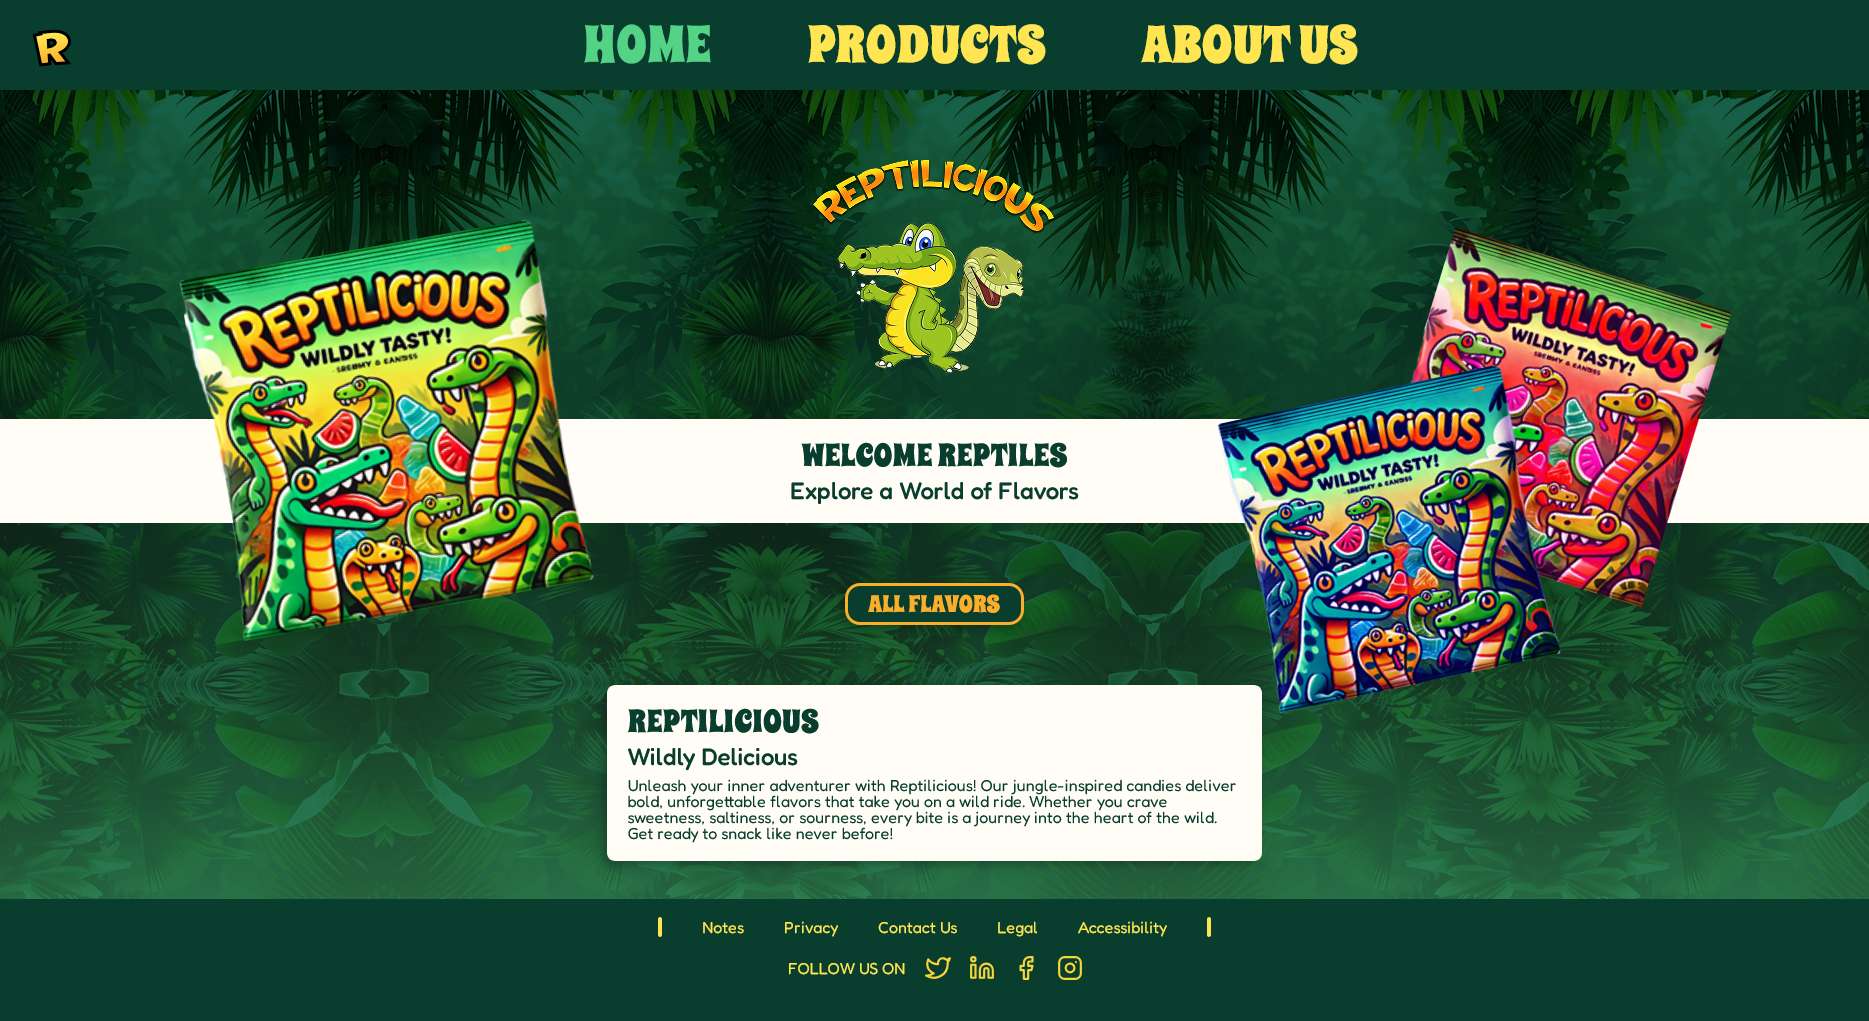 R
HOME PRODUCTS ABOUT US
REPTILICIOUS
REPTiLICiOUS
WILDLY TASTY!
REPTiLICiOUS
WILDLY TASTY!
REPTiLICiOUS
WILDLY TASTY!
WELCOME REPTILES
Explore a World of Flavors
ALL FLAVORS
REPTILICIOUS
Wildly Delicious
Unleash your inner adventurer with Reptilicious! Our jungle-inspired candies deliver
bold, unforgettable flavors that take you on a wild ride. Whether you crave
sweetness, saltiness, or sourness, every bite is a journey into the heart of the wild.
Get ready to snack like never before!
Notes Privacy Contact Us Legal Accessibility
FOLLOW US ON